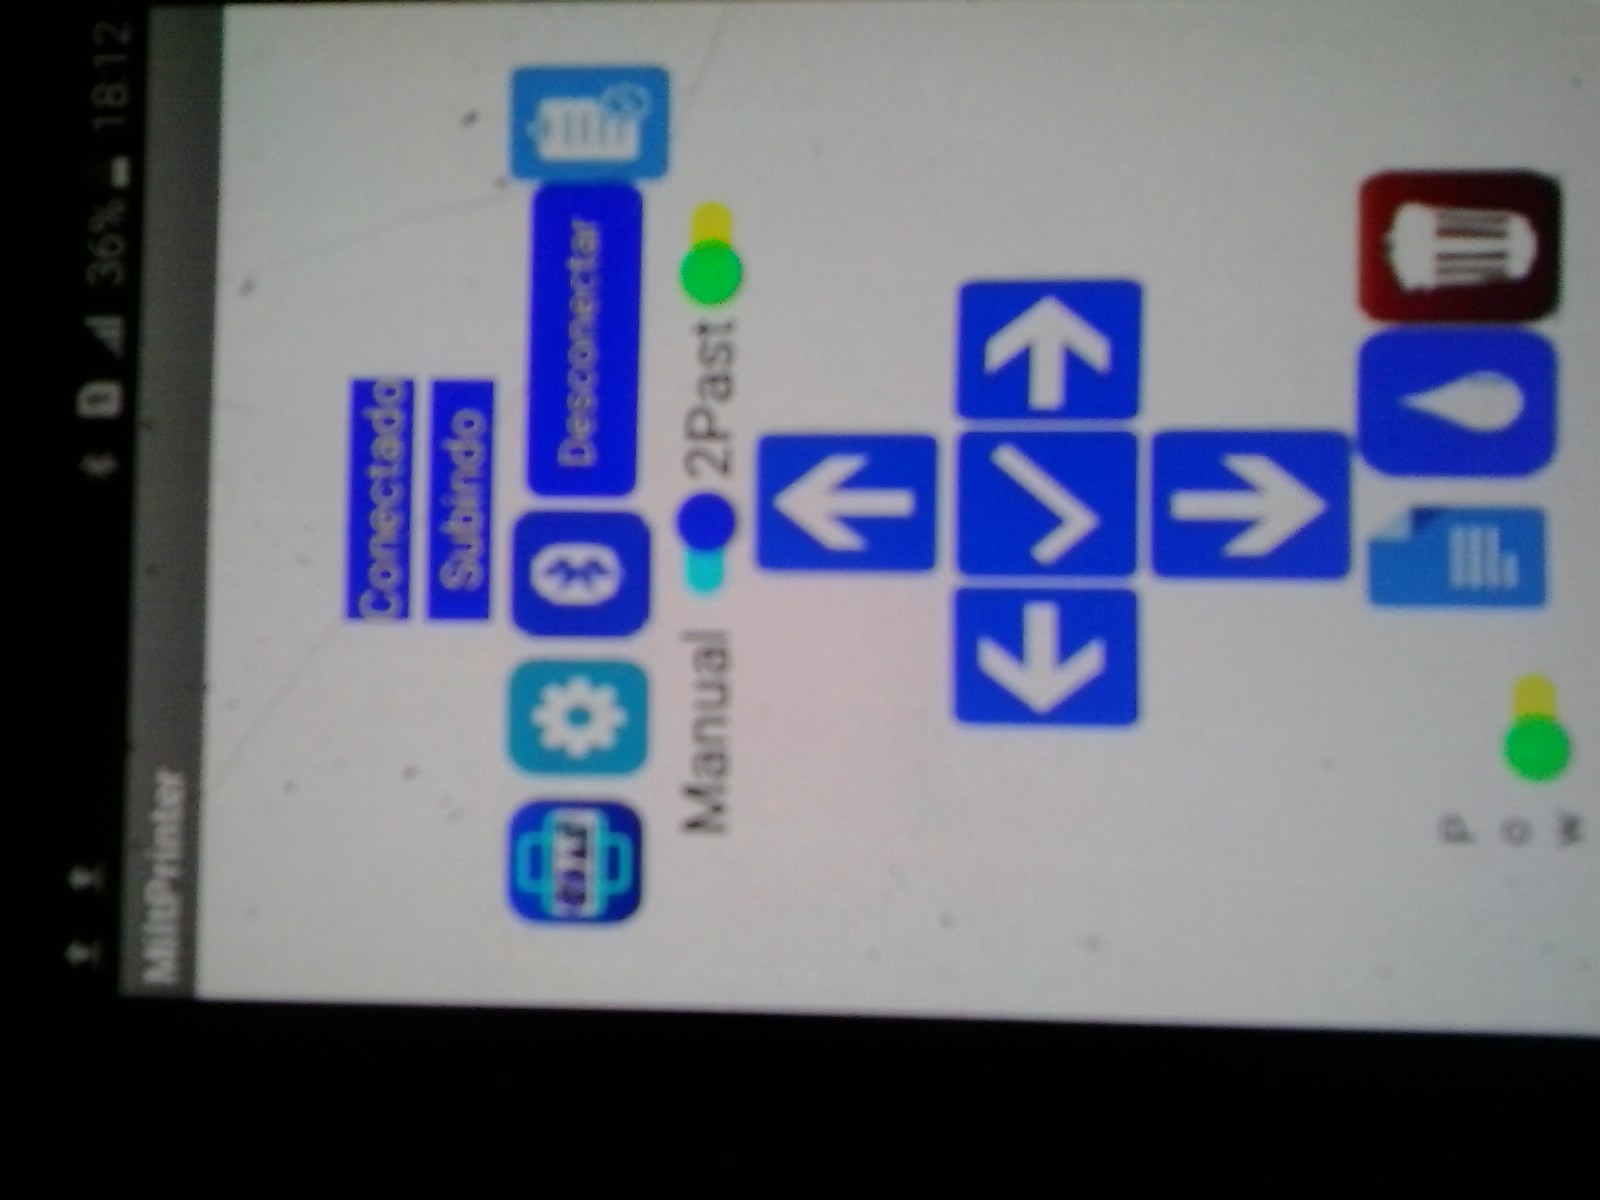 36% 18:12
MiltPrinter
Conectado
Subindo
Desconectar
Manual 2Past
P
o
w